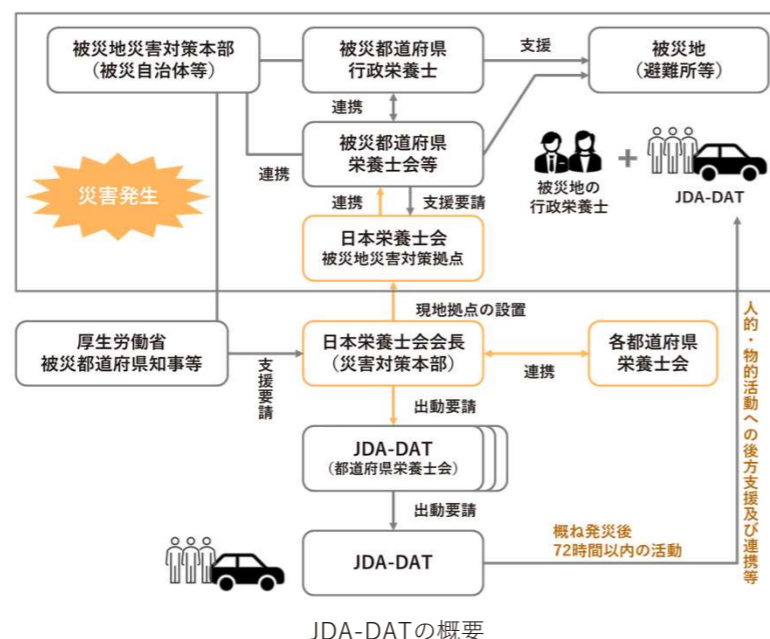 被災地災害対策本部
（被災自治体等）
被災都道府県
行政栄養士
支援
被災地
（避難所等）
連携
被災都道府県
栄養士会等
連携
災害発生
連携
支援要請
被災地の
行政栄養士
+
JDA-DAT
日本栄養士会
被災地災害対策拠点
現地拠点の設置
厚生労働省
被災都道府県知事等
支援要請
日本栄養士会会長
（災害対策本部）
連携
各都道府県
栄養士会
出動要請
JDA-DAT
（都道府県栄養士会）
出動要請
JDA-DAT
概ね発災後
72時間以内の活動
人的・物的活動への後方支援及び連携等
JDA-DATの概要